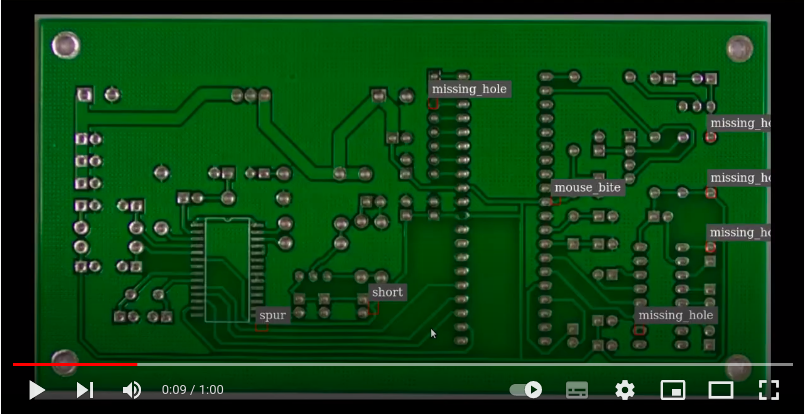 missing_hole
missing_ho
missing_ho
mouse_bite
missing_ho
short
spur
missing_hole
0:09 / 1:00